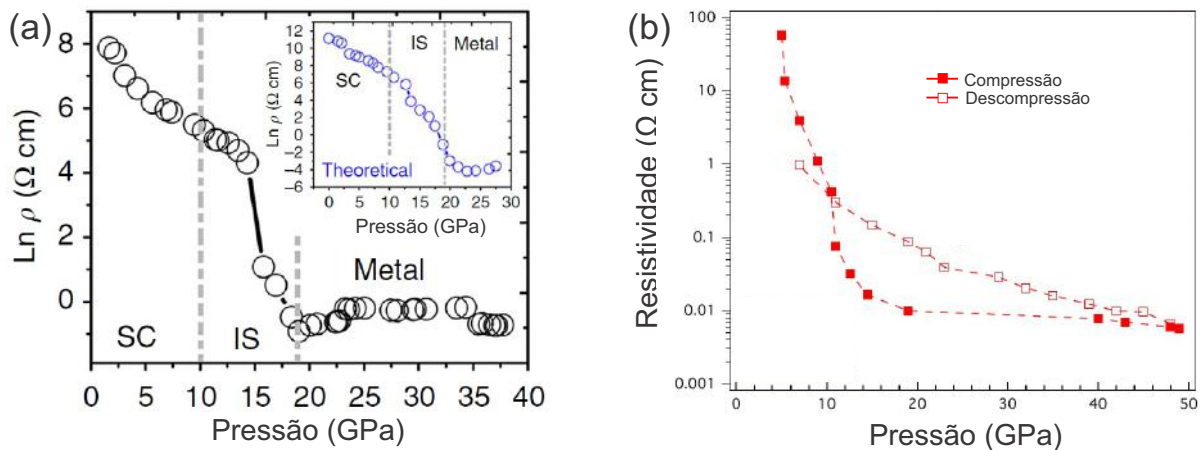 (a)
Ln ρ (Ω cm)
8
6
4
2
0
SC
IS
Metal
0 5 10 15 20 25 30 35 40
Pressão (GPa)
Ln ρ (Ω cm)
12
10
8
6
4
2
0
−2
−4
−6
IS
Metal
SC
Theoretical
0 5 10 15 20 25 30
Pressão (GPa)
(b)
Resistividade (Ω cm)
100
10
1
0.1
0.01
0.001
Compressão
Descompressão
0 10 20 30 40 50
Pressão (GPa)